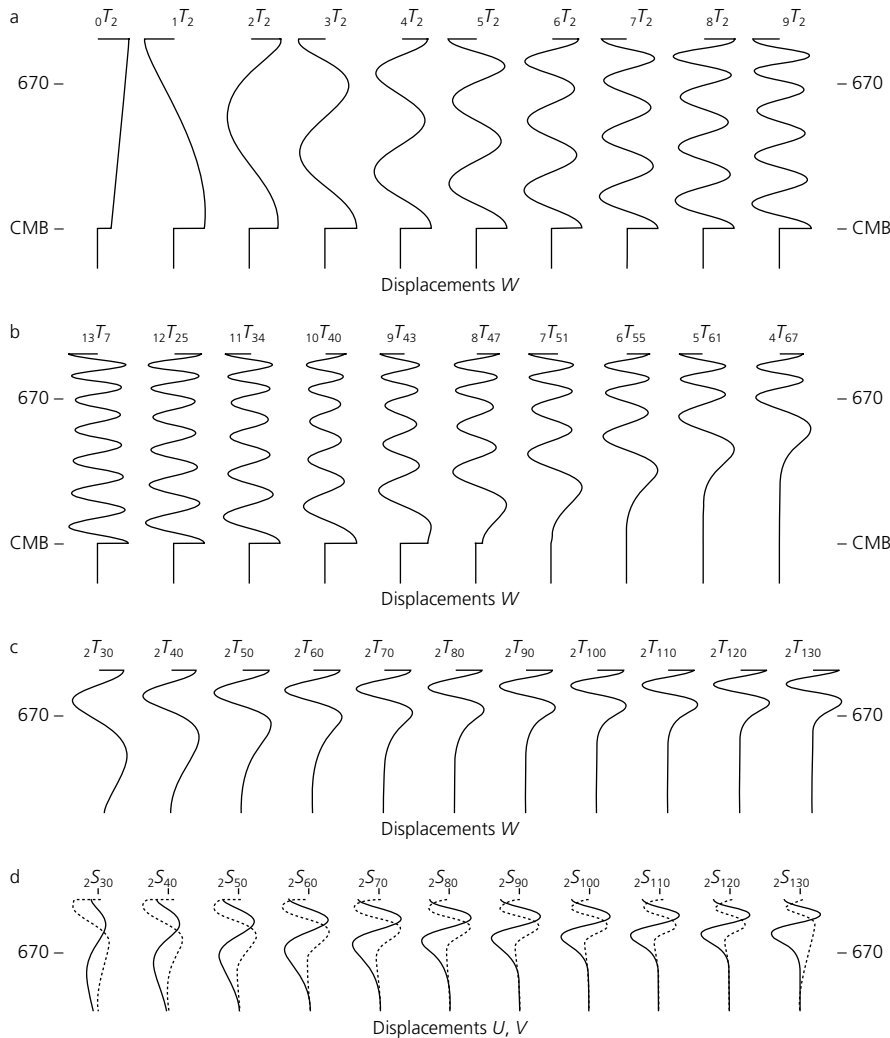 a
₀T₂ ₁T₂ ₂T₂ ₃T₂ ₄T₂ ₅T₂ ₆T₂ ₇T₂ ₈T₂ ₉T₂
670 – – 670
CMB – – CMB
Displacements W
b
₁₃T₇ ₁₂T₂₅ ₁₁T₃₄ ₁₀T₄₀ ₉T₄₃ ₈T₄₇ ₇T₅₁ ₆T₅₅ ₅T₆₁ ₄T₆₇
670 – – 670
CMB – – CMB
Displacements W
c
₂T₃₀ ₂T₄₀ ₂T₅₀ ₂T₆₀ ₂T₇₀ ₂T₈₀ ₂T₉₀ ₂T₁₀₀ ₂T₁₁₀ ₂T₁₂₀ ₂T₁₃₀
670 – – 670
Displacements W
d
₂S₃₀ ₂S₄₀ ₂S₅₀ ₂S₆₀ ₂S₇₀ ₂S₈₀ ₂S₉₀ ₂S₁₀₀ ₂S₁₁₀ ₂S₁₂₀ ₂S₁₃₀
670 – – 670
Displacements U, V